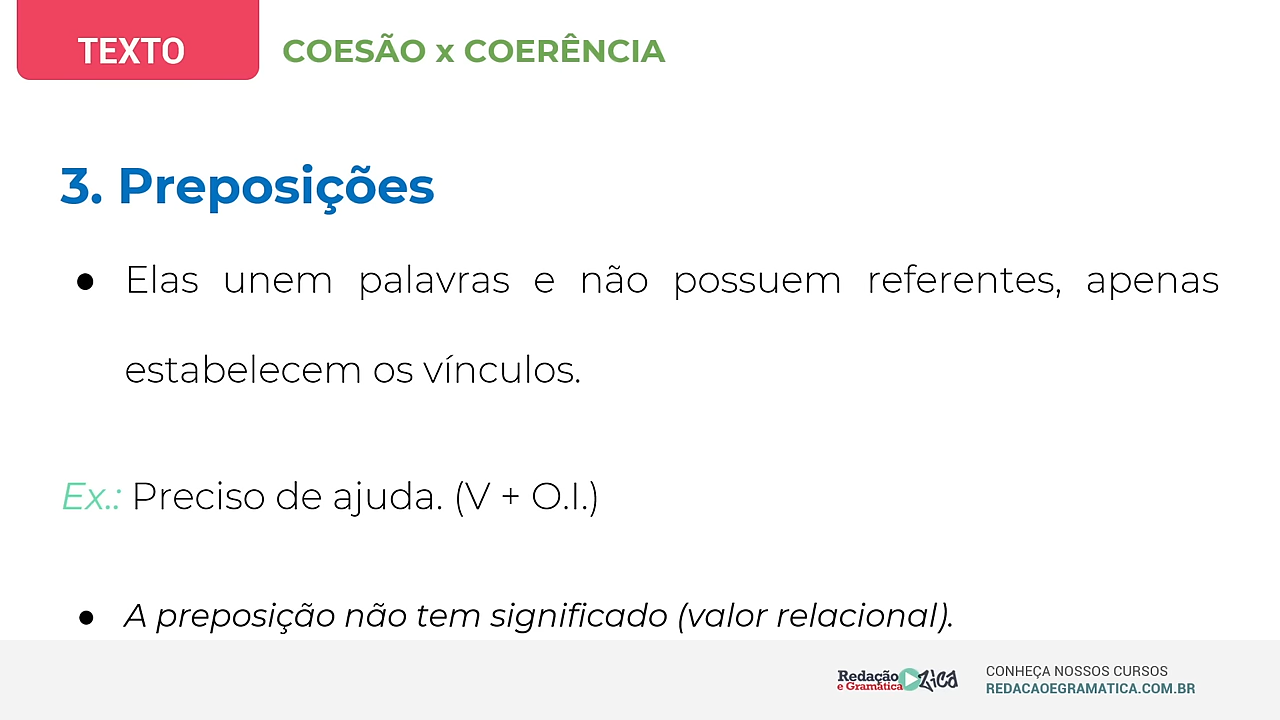 TEXTO
COESÃO x COERÊNCIA
3. Preposições
● Elas unem palavras e não possuem referentes, apenas
estabelecem os vínculos.
Ex.: Preciso de ajuda. (V + O.I.)
● A preposição não tem significado (valor relacional).
Redação
e Gramática
Zica
CONHEÇA NOSSOS CURSOS
REDACAOEGRAMATICA.COM.BR